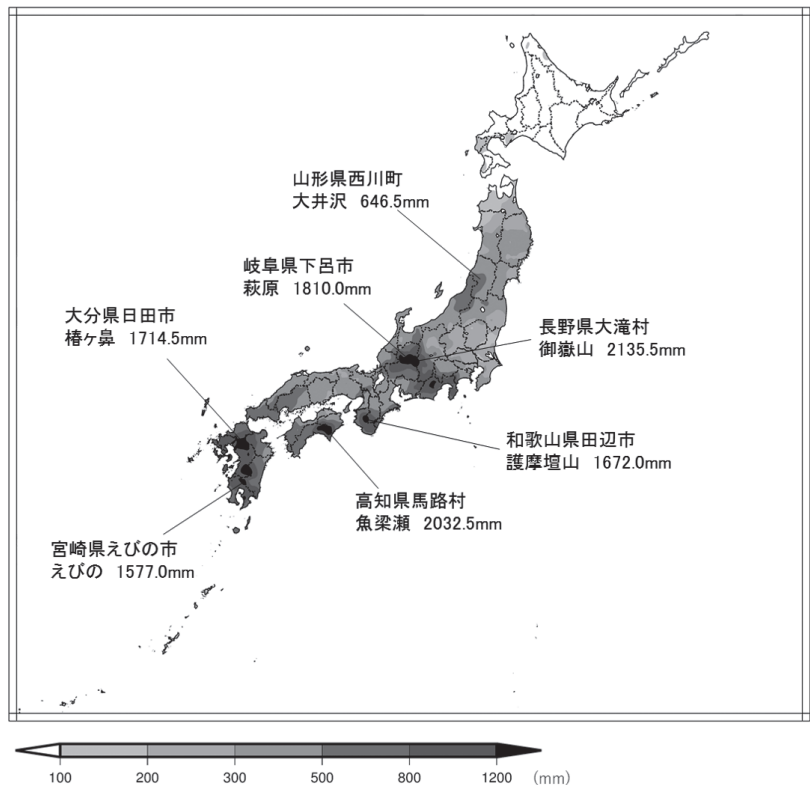 山形県西川町
大井沢 646.5mm
岐阜県下呂市
萩原 1810.0mm
大分県日田市
椿ヶ鼻 1714.5mm
長野県大滝村
御嶽山 2135.5mm
和歌山県田辺市
護摩壇山 1672.0mm
高知県馬路村
魚梁瀬 2032.5mm
宮崎県えびの市
えびの 1577.0mm
100 200 300 500 800 1200 (mm)